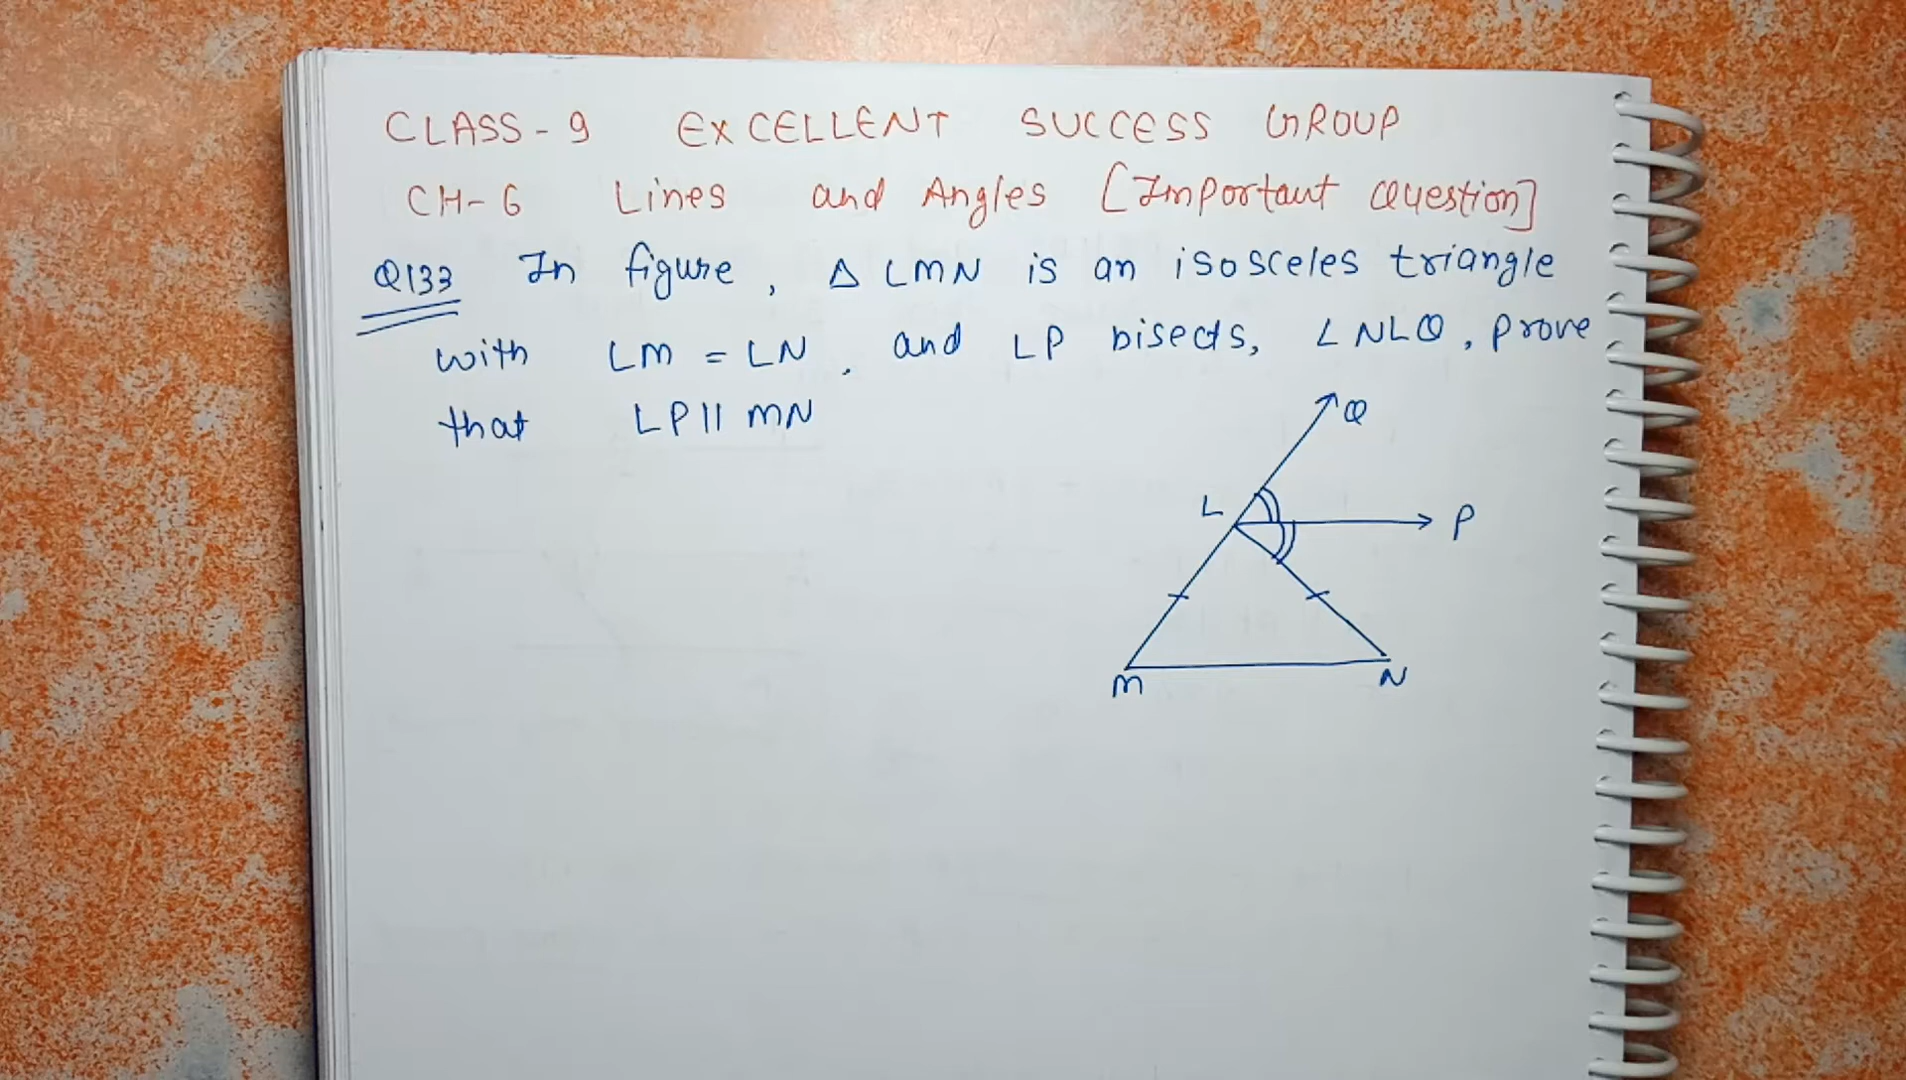 CLASS-9 EXCELLENT SUCCESS GROUP
CH-6 Lines and Angles [Important Question]
Q133 In figure, Δ LMN is an isosceles triangle
with LM = LN, and LP bisects, ∠NLQ, prove
that LP || MN
Q
L
P
M
N